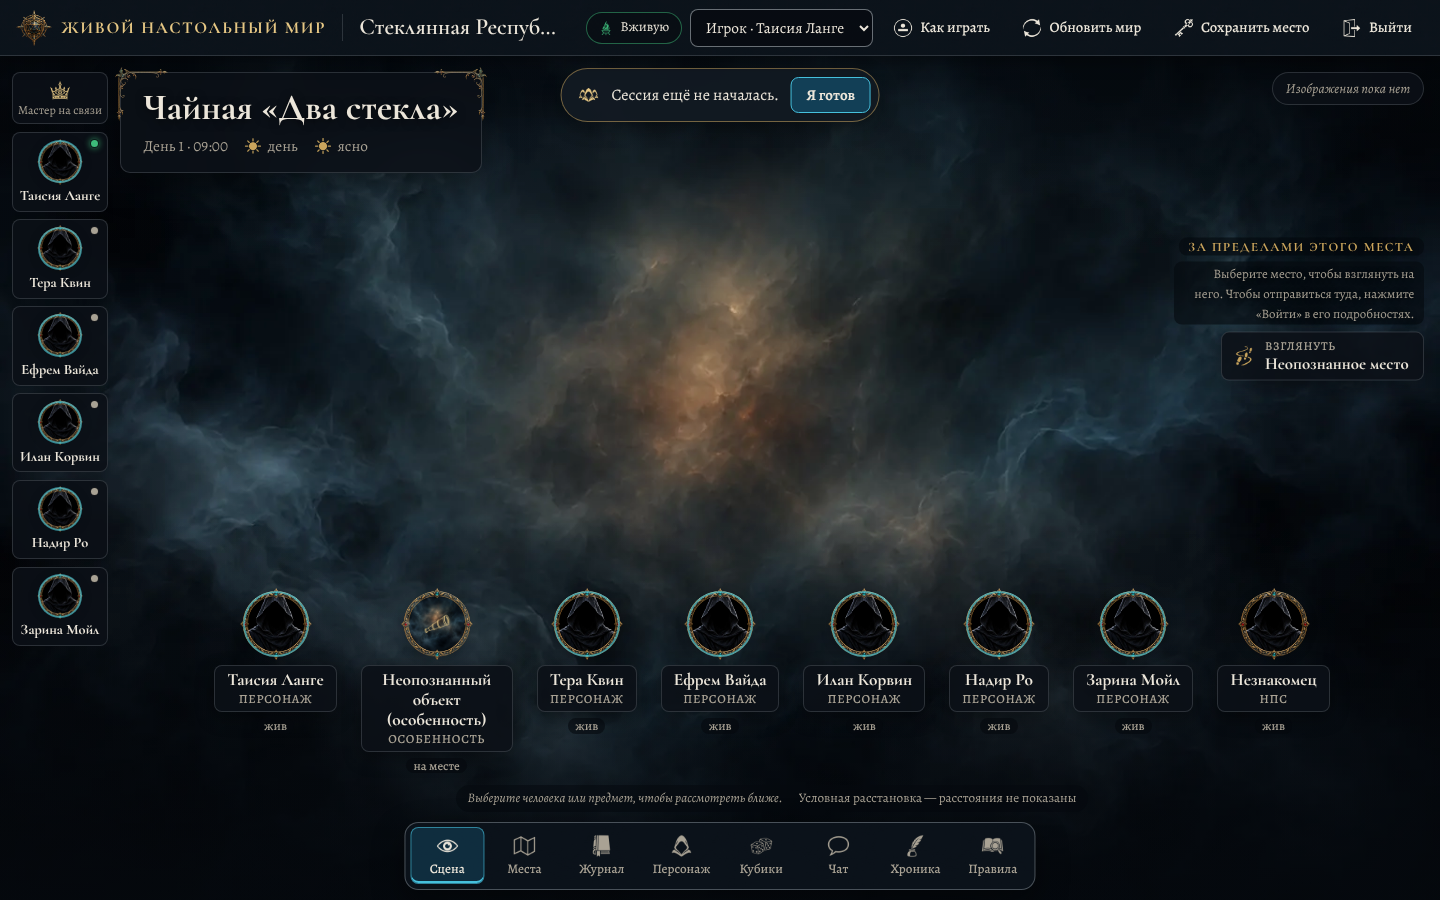 ЖИВОЙ НАСТОЛЬНЫЙ МИР
Стеклянная Респуб...
Вживую
Игрок · Таисия Ланге
Как играть
Обновить мир
Сохранить место
Выйти
Мастер на связи
Таисия Ланге
Тера Квин
Ефрем Вайда
Илан Корвин
Надир Ро
Зарина Мойл
Чайная «Два стекла»
День 1 · 09:00
день
ясно
Сессия ещё не началась.
Я готов
Изображения пока нет
ЗА ПРЕДЕЛАМИ ЭТОГО МЕСТА
Выберите место, чтобы взглянуть на
него. Чтобы отправиться туда, нажмите
«Войти» в его подробностях.
ВЗГЛЯНУТЬ
Неопознанное место
Таисия Ланге
ПЕРСОНАЖ
жив
Неопознанный
объект
(особенность)
ОСОБЕННОСТЬ
на месте
Тера Квин
ПЕРСОНАЖ
жив
Ефрем Вайда
ПЕРСОНАЖ
жив
Илан Корвин
ПЕРСОНАЖ
жив
Надир Ро
ПЕРСОНАЖ
жив
Зарина Мойл
ПЕРСОНАЖ
жив
Незнакомец
НПС
жив
Выберите человека или предмет, чтобы рассмотреть ближе.
Условная расстановка — расстояния не показаны
Сцена
Места
Журнал
Персонаж
Кубики
Чат
Хроника
Правила